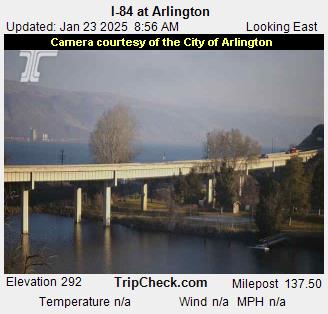 I-84 at Arlington
Updated: Jan 23 2025 8:56 AM Looking East
Camera courtesy of the City of Arlington
Elevation 292 TripCheck.com Milepost 137.50
Temperature n/a Wind n/a MPH n/a